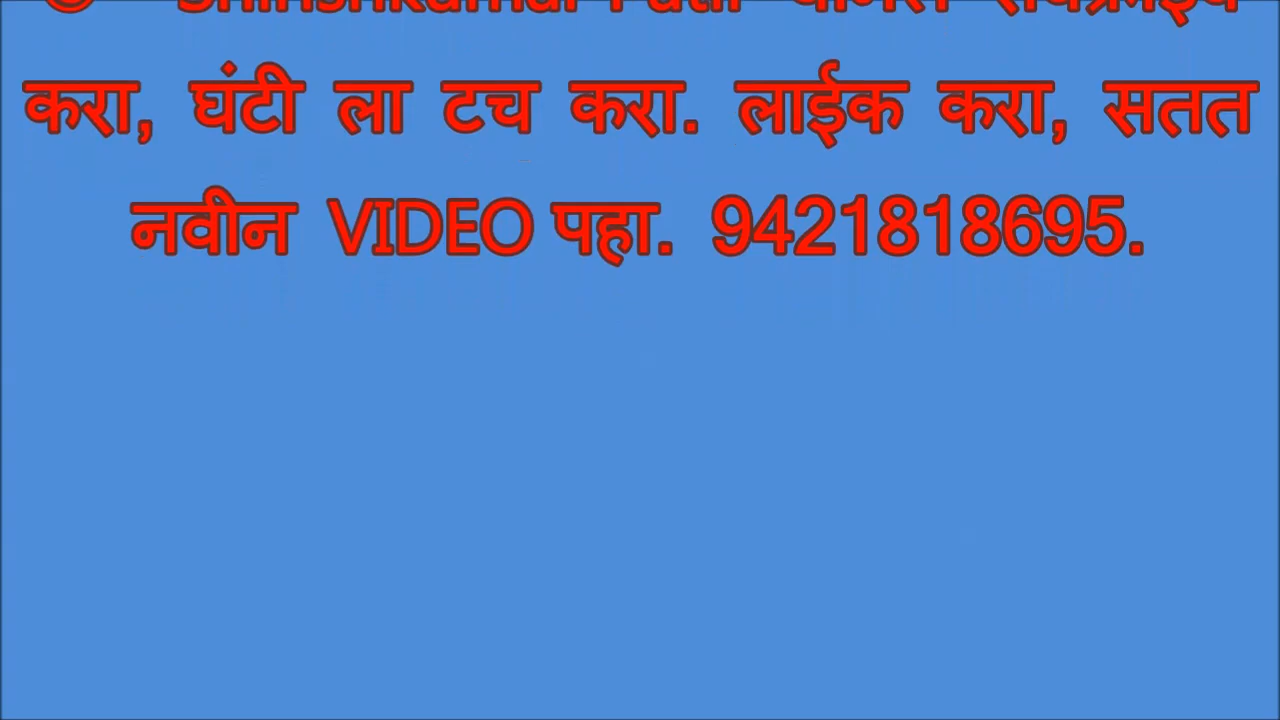 करा, घंटी ला टच करा. लाईक करा, सतत
नवीन VIDEO पहा. 9421818695.